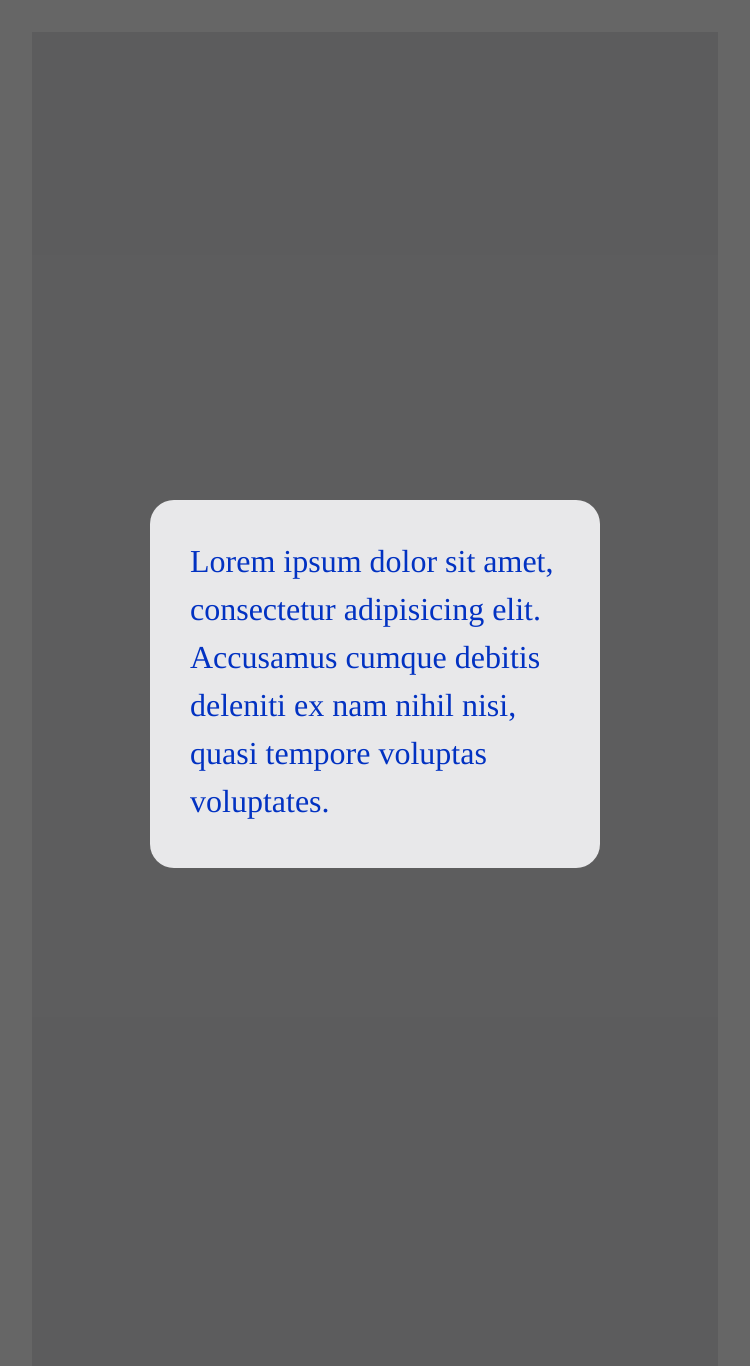 Lorem ipsum dolor sit amet,
consectetur adipisicing elit.
Accusamus cumque debitis
deleniti ex nam nihil nisi,
quasi tempore voluptas
voluptates.